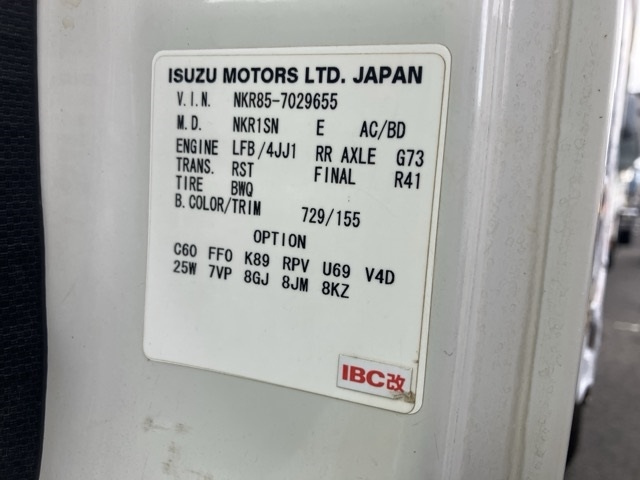 ISUZU MOTORS LTD. JAPAN
V.I.N. NKR85-7029655
M.D. NKR1SN E AC/BD
ENGINE LFB/4JJ1 RR AXLE G73
TRANS. RST FINAL R41
TIRE BWQ
B.COLOR/TRIM 729/155
OPTION
C60 FF0 K89 RPV U69 V4D
25W 7VP 8GJ 8JM 8KZ
IBC改